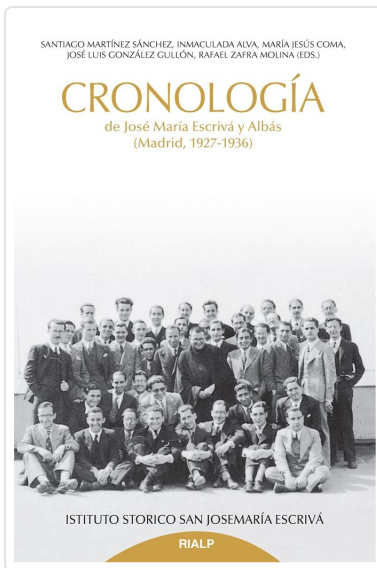 SANTIAGO MARTÍNEZ SÁNCHEZ, INMACULADA ALVA, MARÍA JESÚS COMA,
JOSÉ LUIS GONZÁLEZ GULLÓN, RAFAEL ZAFRA MOLINA (EDS.)
CRONOLOGÍA
de José María Escrivá y Albás
(Madrid, 1927-1936)
ISTITUTO STORICO SAN JOSEMARÍA ESCRIVÁ
RIALP